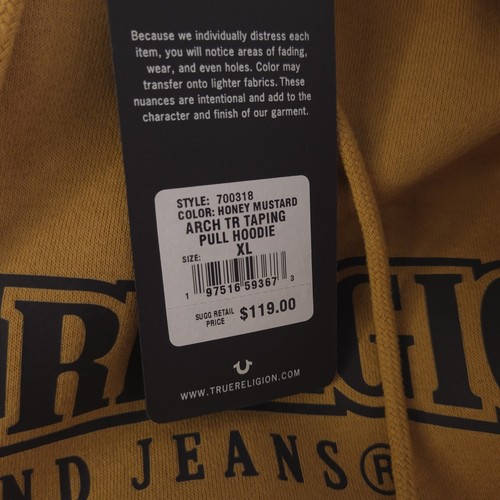 Because we individually distress each
item, you will notice areas of fading,
wear, and even holes. Color may
transfer onto lighter fabrics. These
nuances are intentional and add to the
character and finish of our garment.
STYLE: 700318
COLOR: HONEY MUSTARD
ARCH TR TAPING
PULL HOODIE
SIZE: XL
1 97516 59367 3
SUGG RETAIL
PRICE $119.00
WWW.TRUERELIGION.COM
R GIO
ND JEANS®